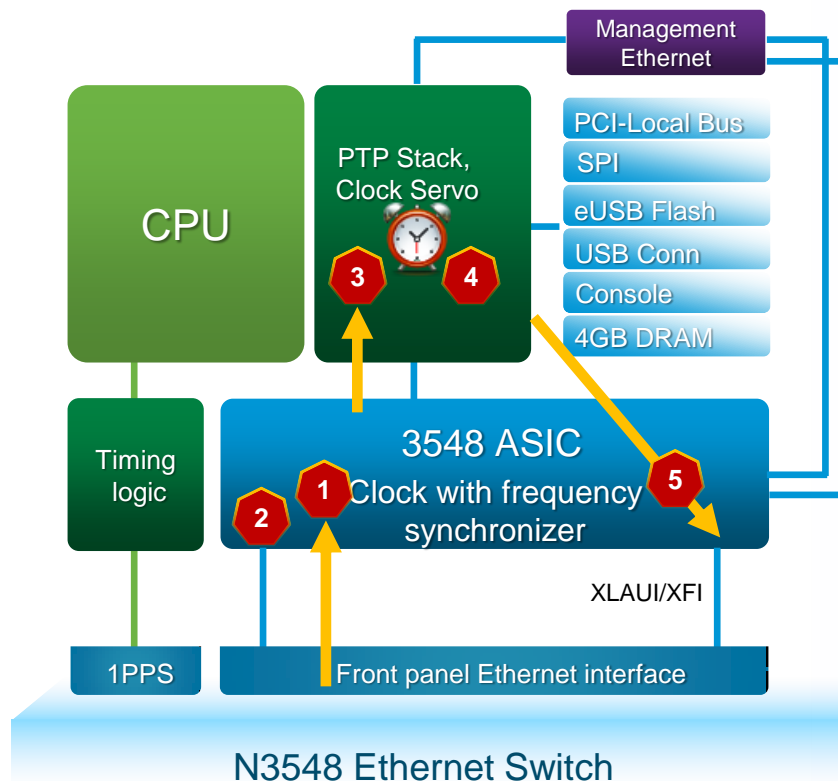 Management
Ethernet
CPU
PTP Stack,
Clock Servo
3
4
PCI-Local Bus
SPI
eUSB Flash
USB Conn
Console
4GB DRAM
Timing
logic
3548 ASIC
1
2
5
Clock with frequency
synchronizer
XLAUI/XFI
1PPS
Front panel Ethernet interface
N3548 Ethernet Switch